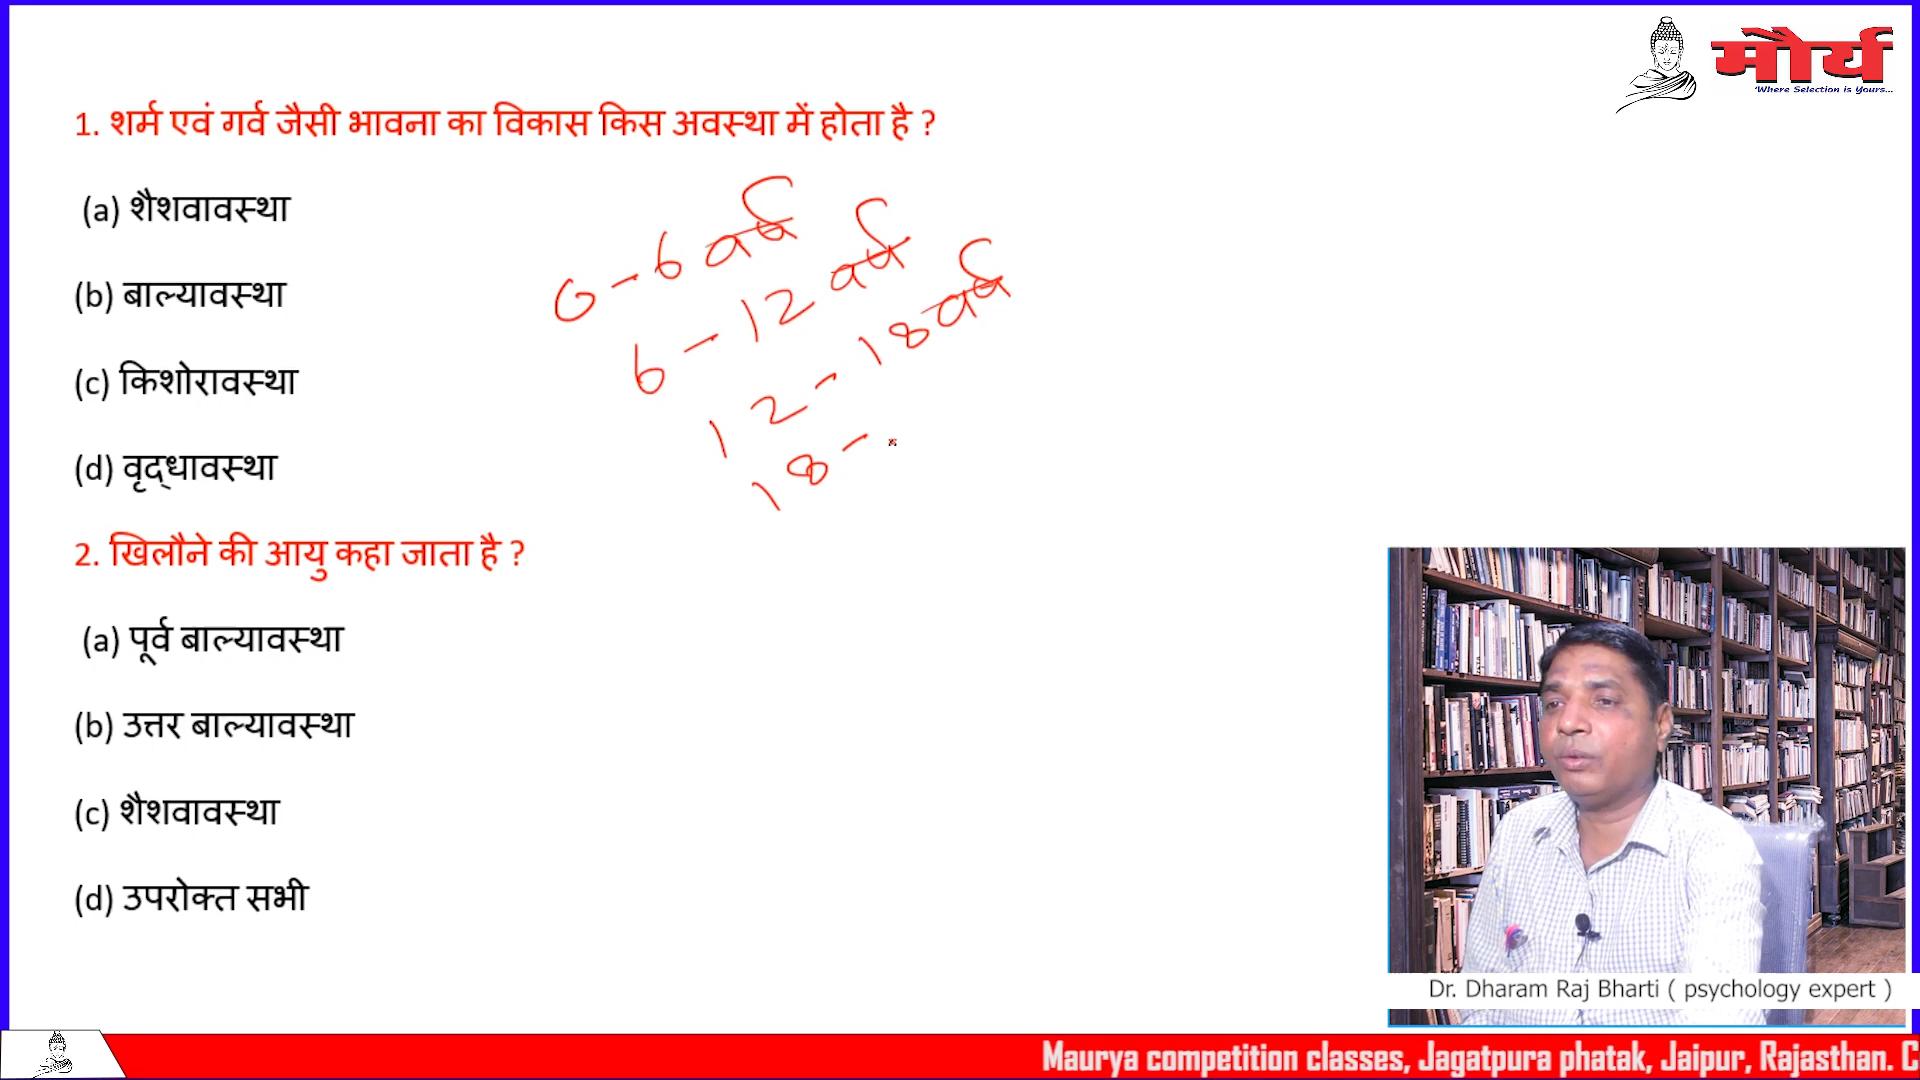 मौर्य
'Where Selection is Yours...
1. शर्म एवं गर्व जैसी भावना का विकास किस अवस्था में होता है ?
(a) शैशवावस्था
(b) बाल्यावस्था
(c) किशोरावस्था
(d) वृद्धावस्था
0 - 6 वर्ष
6 - 12 वर्ष
12 - 18 वर्ष
18 -
2. खिलौने की आयु कहा जाता है ?
(a) पूर्व बाल्यावस्था
(b) उत्तर बाल्यावस्था
(c) शैशवावस्था
(d) उपरोक्त सभी
Dr. Dharam Raj Bharti ( psychology expert )
Maurya competition classes, Jagatpura phatak, Jaipur, Rajasthan. C